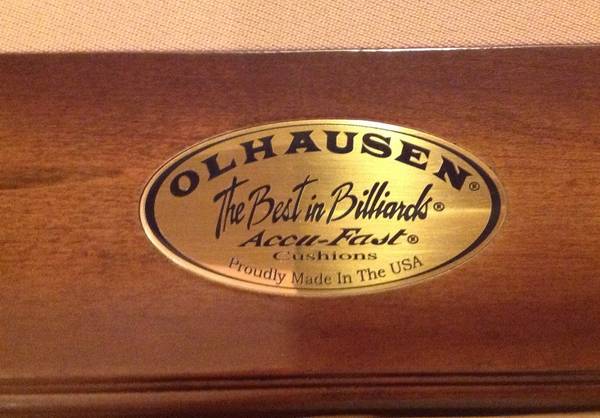 OLHAUSEN®
The Best in Billiards®
Accu-Fast®
Cushions
Proudly Made In The USA